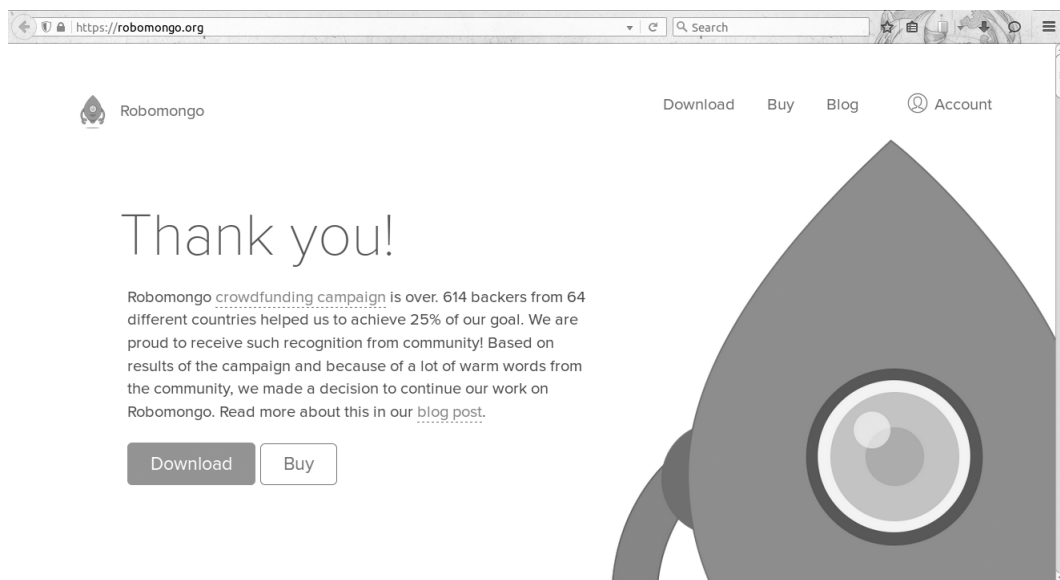 https://robomongo.org
Search
Robomongo
Download Buy Blog Account
Thank you!
Robomongo crowdfunding campaign is over. 614 backers from 64
different countries helped us to achieve 25% of our goal. We are
proud to receive such recognition from community! Based on
results of the campaign and because of a lot of warm words from
the community, we made a decision to continue our work on
Robomongo. Read more about this in our blog post.
Download Buy